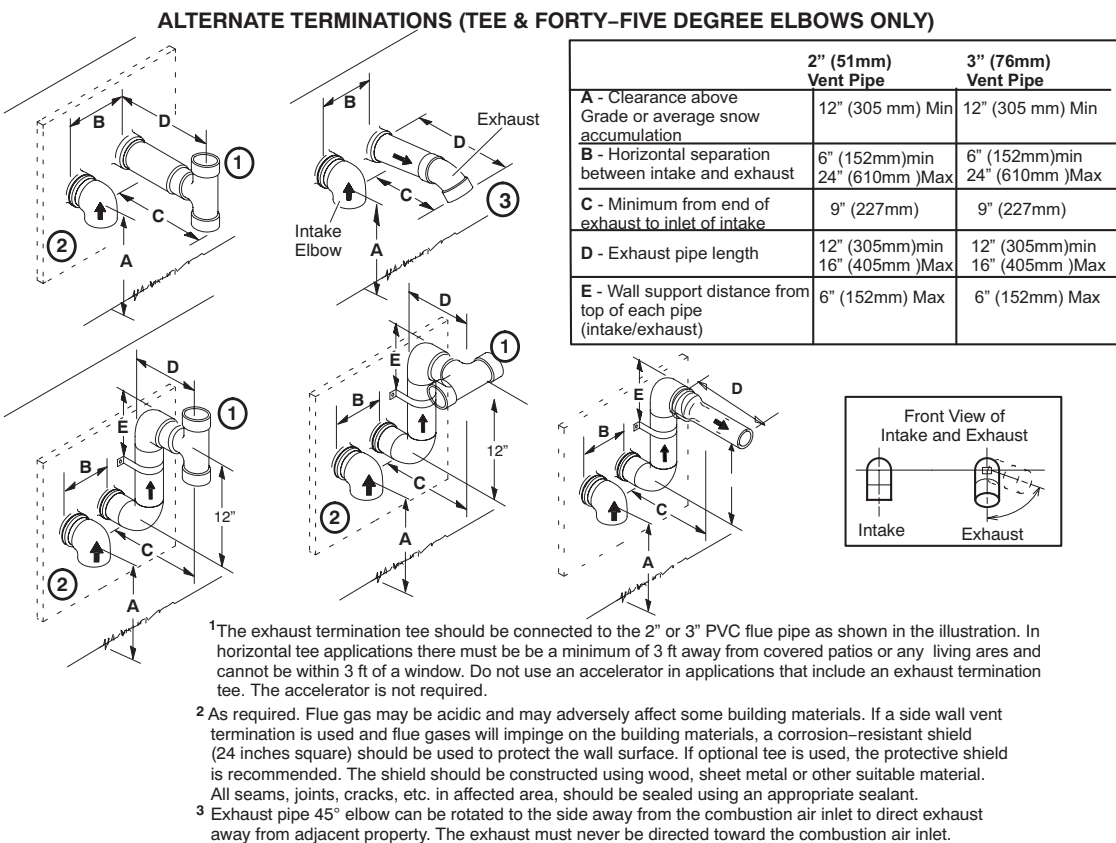 ALTERNATE TERMINATIONS (TEE & FORTY−FIVE DEGREE ELBOWS ONLY)
B
D
1
C
2
A
B
Exhaust
D
C
3
Intake
Elbow
A
2” (51mm)
Vent Pipe
3” (76mm)
Vent Pipe
A - Clearance above
Grade or average snow
accumulation
12” (305 mm) Min
12” (305 mm) Min
B - Horizontal separation
between intake and exhaust
6” (152mm)min
24” (610mm )Max
6” (152mm)min
24” (610mm )Max
C - Minimum from end of
exhaust to inlet of intake
9” (227mm)
9” (227mm)
D - Exhaust pipe length
12” (305mm)min
16” (405mm )Max
12” (305mm)min
16” (405mm )Max
E - Wall support distance from
top of each pipe
(intake/exhaust)
6” (152mm) Max
6” (152mm) Max
D
E
1
B
12”
C
2
A
D
E
1
B
12”
C
2
A
E
D
B
C
A
Front View of
Intake and Exhaust
Intake
Exhaust
1The exhaust termination tee should be connected to the 2” or 3” PVC flue pipe as shown in the illustration. In
horizontal tee applications there must be be a minimum of 3 ft away from covered patios or any living ares and
cannot be within 3 ft of a window. Do not use an accelerator in applications that include an exhaust termination
tee. The accelerator is not required.
2 As required. Flue gas may be acidic and may adversely affect some building materials. If a side wall vent
termination is used and flue gases will impinge on the building materials, a corrosion−resistant shield
(24 inches square) should be used to protect the wall surface. If optional tee is used, the protective shield
is recommended. The shield should be constructed using wood, sheet metal or other suitable material.
All seams, joints, cracks, etc. in affected area, should be sealed using an appropriate sealant.
3 Exhaust pipe 45° elbow can be rotated to the side away from the combustion air inlet to direct exhaust
away from adjacent property. The exhaust must never be directed toward the combustion air inlet.